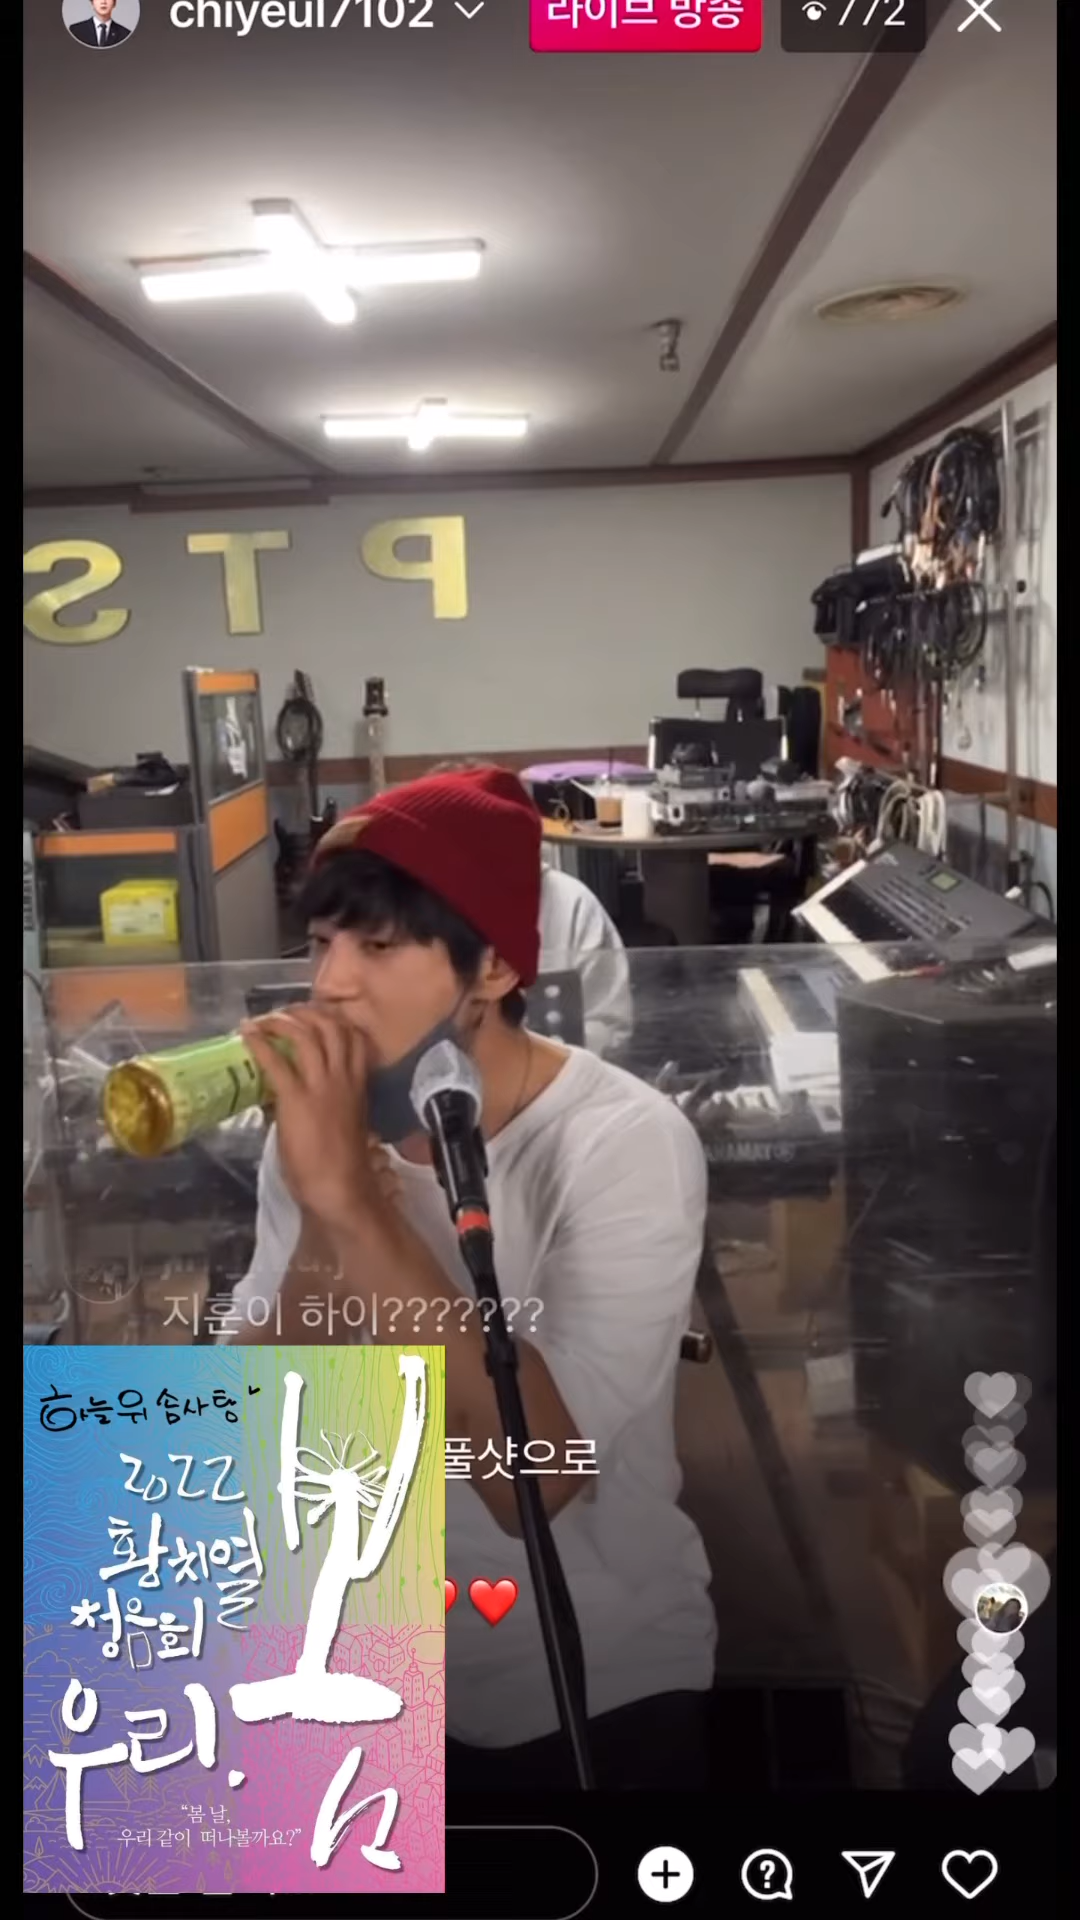 chiyeul7102
라이브 방송
772
PTS
YAMAHA
지훈이 하이???????
풀샷으로
하늘위 솜사탕
2022
황치열
청음회
우리.
봄
"봄 날,
우리 같이 떠나볼까요?"